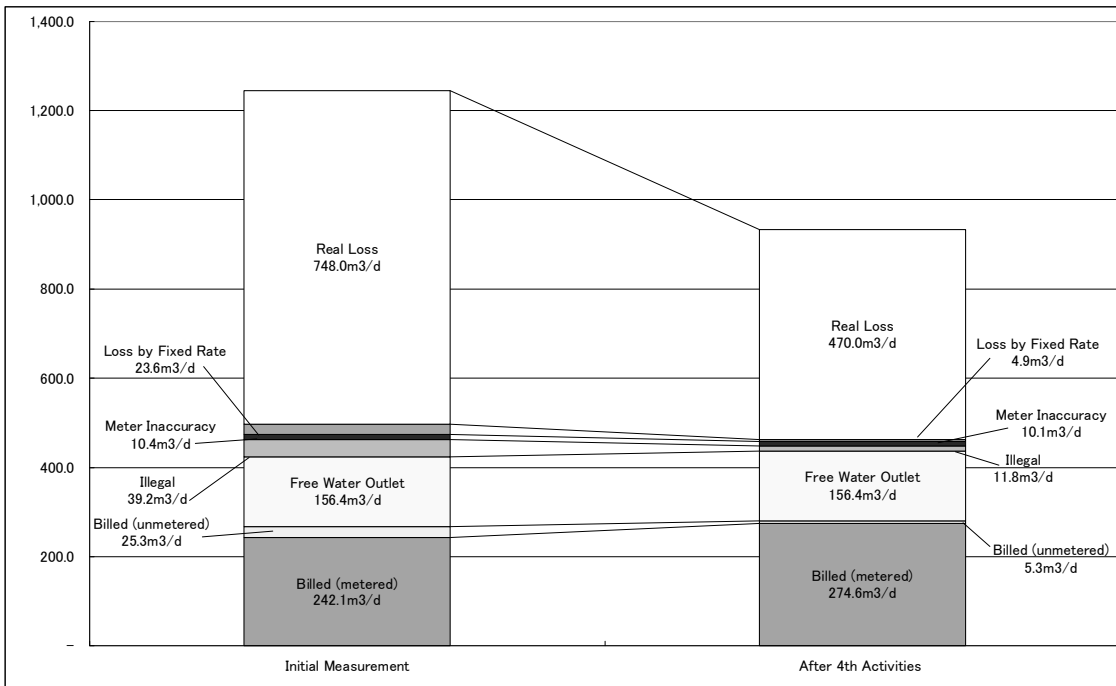 1,400.0
1,200.0
1,000.0
800.0
600.0
400.0
200.0
–
Real Loss
748.0m3/d
Loss by Fixed Rate
23.6m3/d
Meter Inaccuracy
10.4m3/d
Illegal
39.2m3/d
Free Water Outlet
156.4m3/d
Billed (unmetered)
25.3m3/d
Billed (metered)
242.1m3/d
Real Loss
470.0m3/d
Loss by Fixed Rate
4.9m3/d
Meter Inaccuracy
10.1m3/d
Illegal
11.8m3/d
Free Water Outlet
156.4m3/d
Billed (unmetered)
5.3m3/d
Billed (metered)
274.6m3/d
Initial Measurement
After 4th Activities